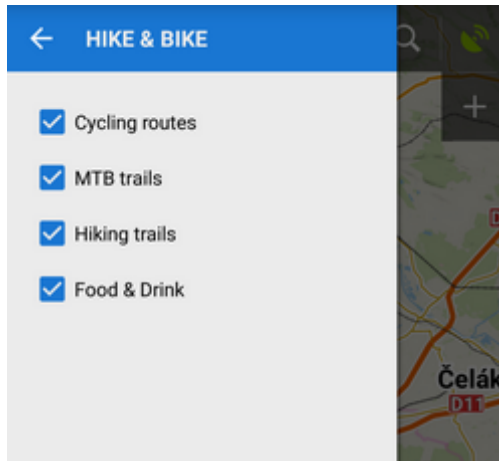 HIKE & BIKE
Cycling routes
MTB trails
Hiking trails
Food & Drink
Čelák
D11